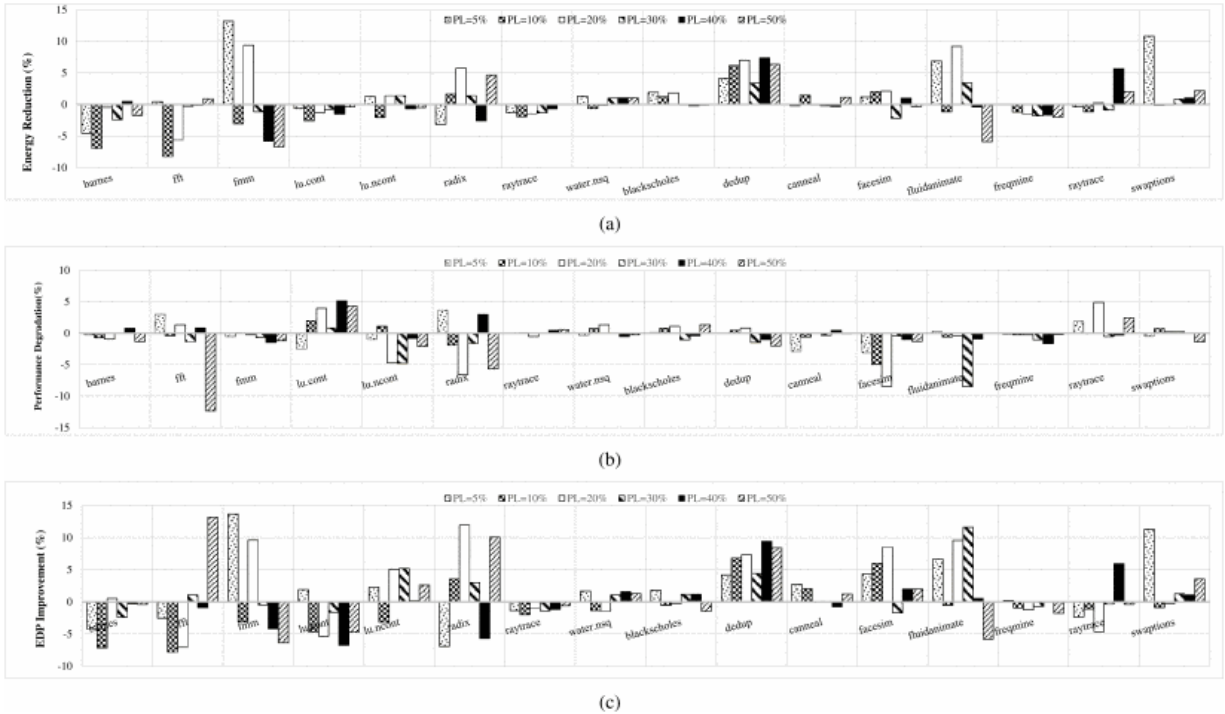 PL=5% PL=10% PL=20% PL=30% PL=40% PL=50%
Energy Reduction (%)
15
10
5
0
-5
-10
barnes fft fmm lu.cont lu.ncont radix raytrace water.nsq blackscholes dedup canneal facesim fluidanimate freqmine raytrace swaptions
(a)
PL=5% PL=10% PL=20% PL=30% PL=40% PL=50%
Performance Degradation(%)
10
5
0
-5
-10
-15
barnes fft fmm lu.cont lu.ncont radix raytrace water.nsq blackscholes dedup canneal facesim fluidanimate freqmine raytrace swaptions
(b)
PL=5% PL=10% PL=20% PL=30% PL=40% PL=50%
EDP Improvement (%)
15
10
5
0
-5
-10
barnes fft fmm lu.cont lu.ncont radix raytrace water.nsq blackscholes dedup canneal facesim fluidanimate freqmine raytrace swaptions
(c)